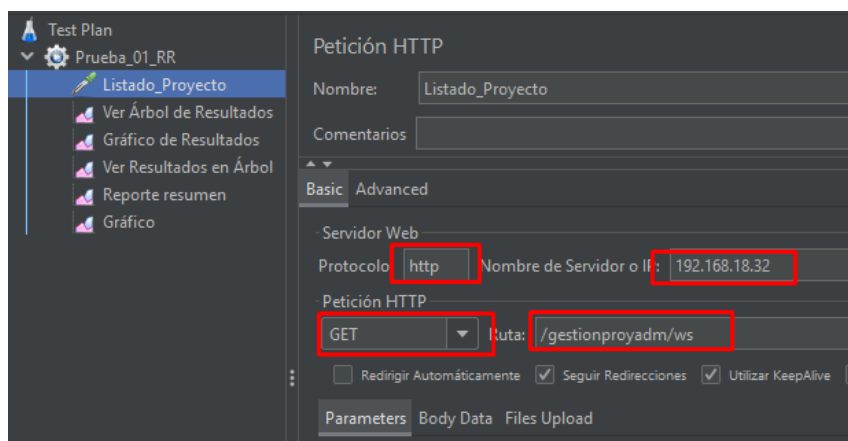 Test Plan
Prueba_01_RR
Listado_Proyecto
Ver Árbol de Resultados
Gráfico de Resultados
Ver Resultados en Árbol
Reporte resumen
Gráfico
Petición HTTP
Nombre: Listado_Proyecto
Comentarios
Basic Advanced
Servidor Web
Protocolo http Nombre de Servidor o IP: 192.168.18.32
Petición HTTP
GET Ruta: /gestionproyadm/ws
Redirigir Automáticamente Seguir Redirecciones Utilizar KeepAlive
Parameters Body Data Files Upload